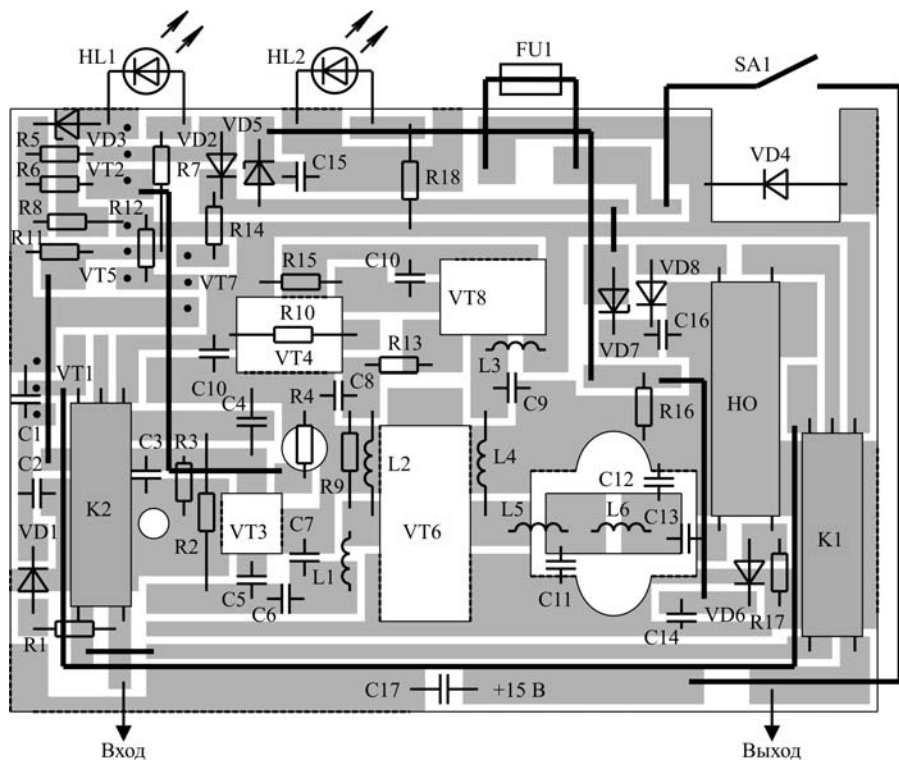 HL1
HL2
FU1
SA1
R5
VD3
VD2
VD5
R6
VT2
R7
C15
R18
VD4
R8
R12
R14
R11
VT5
VT7
R15
C10
VT8
VD8
R10
VT4
R13
L3
VD7
C16
VT1
C10
C8
C1
C4
R4
C9
R16
HO
C3
R3
R9
L2
L4
C2
K2
VT3
VT6
L5
C12
L6
C13
K1
VD1
R2
C7
L1
C5
C6
C11
VD6
R17
R1
C14
C17
+15 В
Вход
Выход